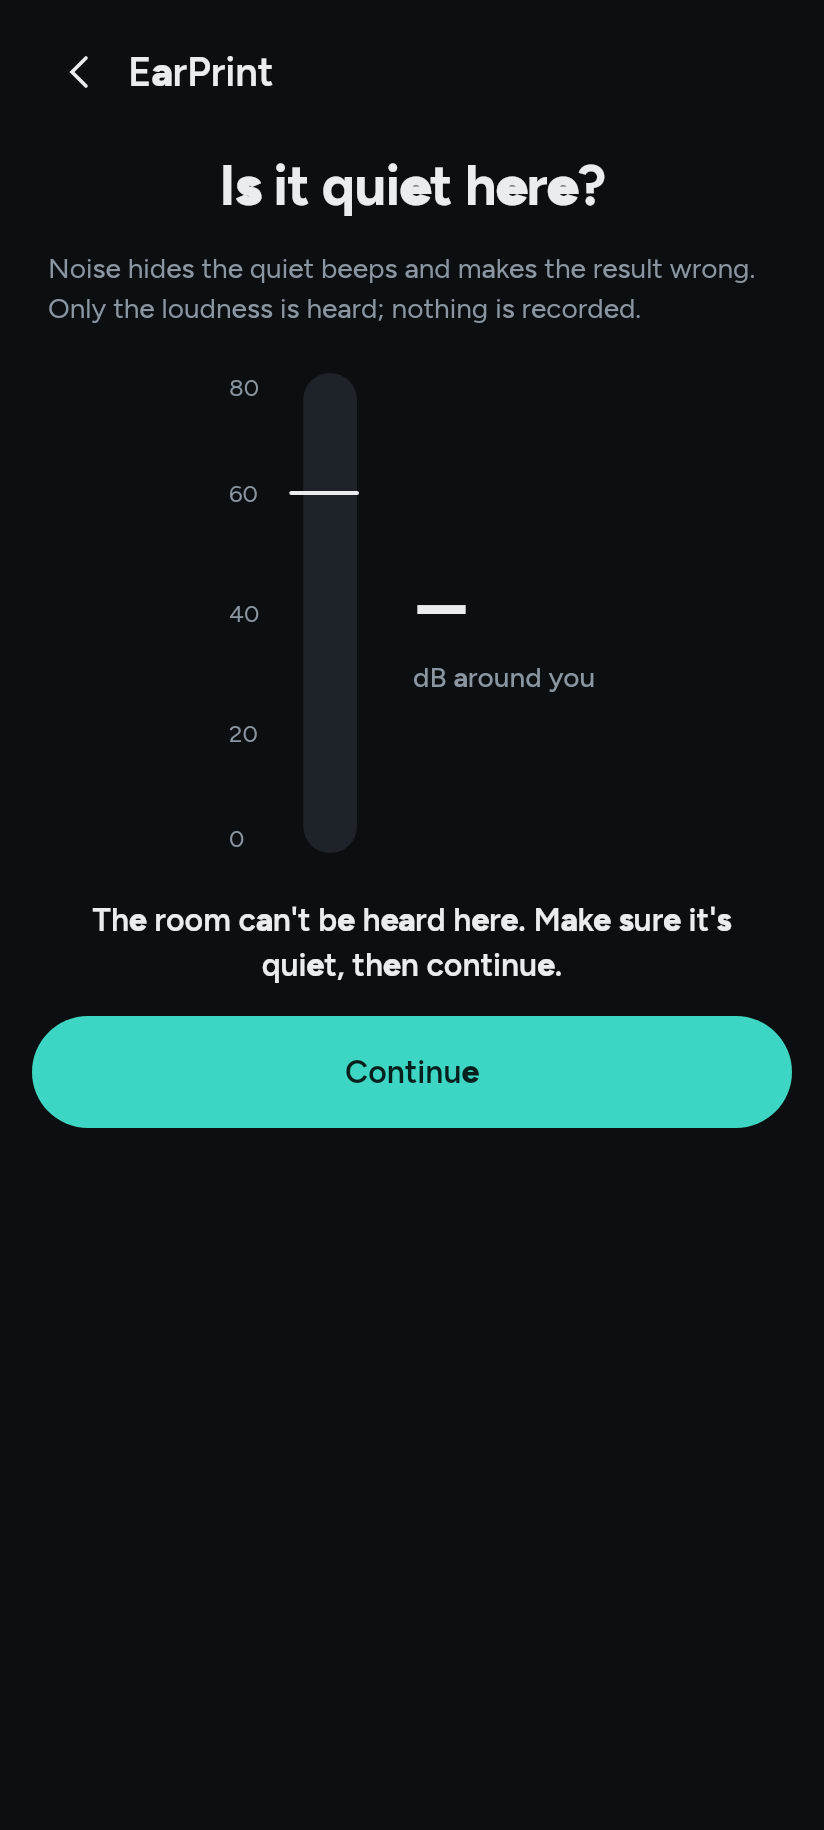 EarPrint
Is it quiet here?
Noise hides the quiet beeps and makes the result wrong.
Only the loudness is heard; nothing is recorded.
80
60
40
20
0
—
dB around you
The room can't be heard here. Make sure it's
quiet, then continue.
Continue